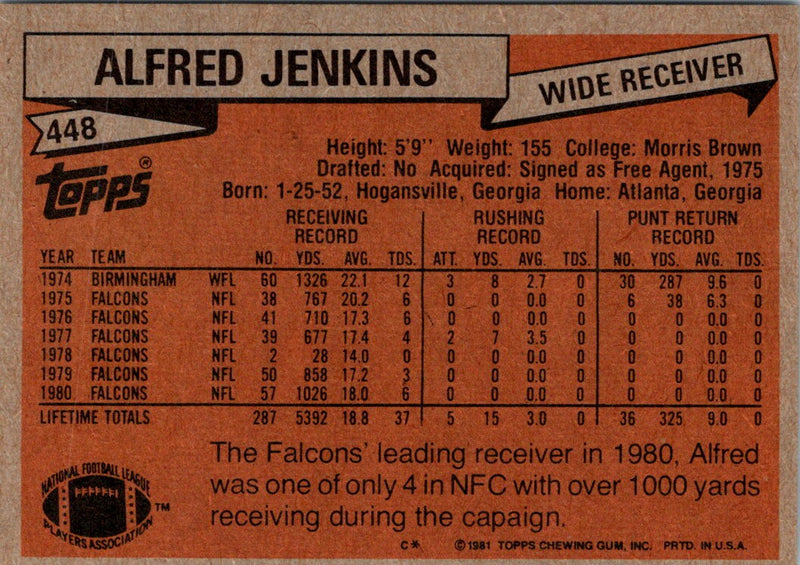 ALFRED JENKINS
WIDE RECEIVER
448
Topps®
Height: 5'9" Weight: 155 College: Morris Brown
Drafted: No Acquired: Signed as Free Agent, 1975
Born: 1-25-52, Hogansville, Georgia Home: Atlanta, Georgia
RECEIVING RECORD RUSHING RECORD PUNT RETURN RECORD
YEAR TEAM NO. YDS. AVG. TDS. ATT. YDS. AVG. TDS. NO. YDS. AVG. TDS.
1974 BIRMINGHAM WFL 60 1326 22.1 12 3 8 2.7 0 30 287 9.6 0
1975 FALCONS NFL 38 767 20.2 6 0 0 0.0 0 6 38 6.3 0
1976 FALCONS NFL 41 710 17.3 6 0 0 0.0 0 0 0 0.0 0
1977 FALCONS NFL 39 677 17.4 4 2 7 3.5 0 0 0 0.0 0
1978 FALCONS NFL 2 28 14.0 0 0 0 0.0 0 0 0 0.0 0
1979 FALCONS NFL 50 858 17.2 3 0 0 0.0 0 0 0 0.0 0
1980 FALCONS NFL 57 1026 18.0 6 0 0 0.0 0 0 0 0.0 0
LIFETIME TOTALS 287 5392 18.8 37 5 15 3.0 0 36 325 9.0 0
The Falcons' leading receiver in 1980, Alfred
was one of only 4 in NFC with over 1000 yards
receiving during the capaign.
NATIONAL FOOTBALL LEAGUE
PLAYERS ASSOCIATION ™
C* ©1981 TOPPS CHEWING GUM, INC. PRTD. IN U.S.A.